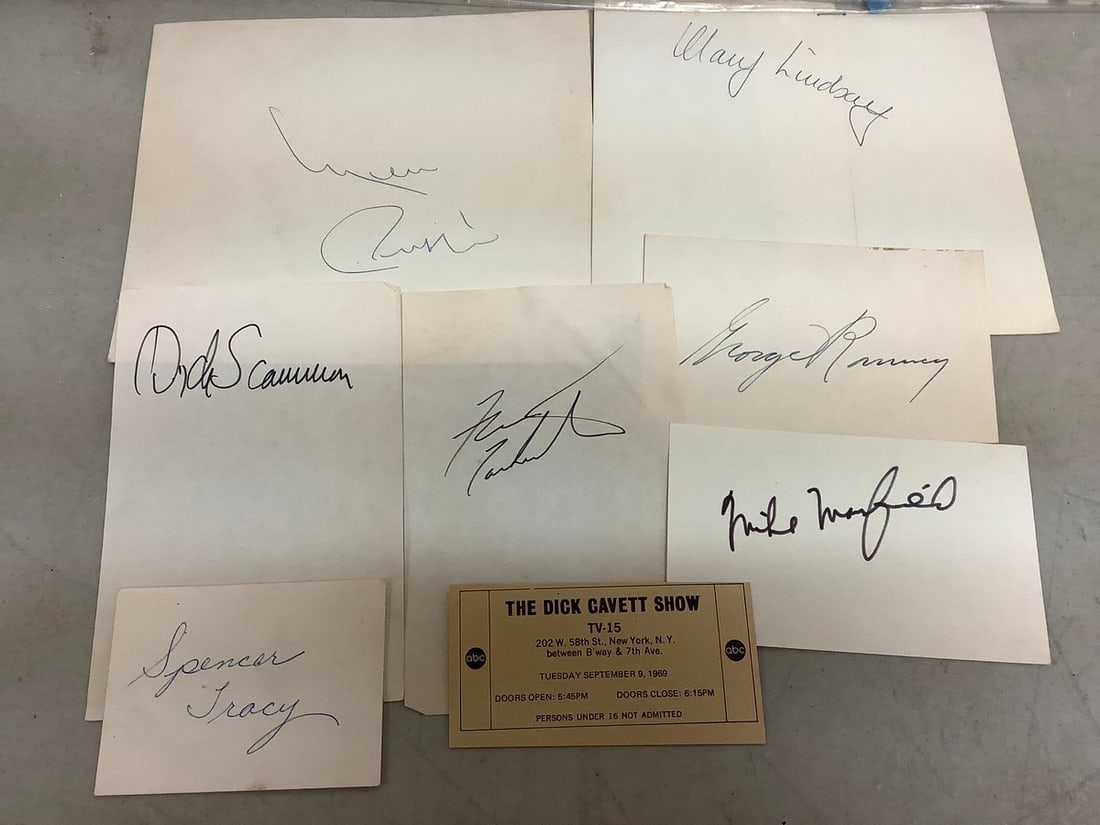 Mary Lindsay
George Romney
Dick Scammon
Mike Mansfield
Spencer
Tracy
THE DICK CAVETT SHOW
TV-15
202 W. 58th St., New York, N.Y.
between B'way & 7th Ave.
abc
abc
TUESDAY SEPTEMBER 9, 1969
DOORS OPEN: 5:45PM DOORS CLOSE: 6:15PM
PERSONS UNDER 16 NOT ADMITTED